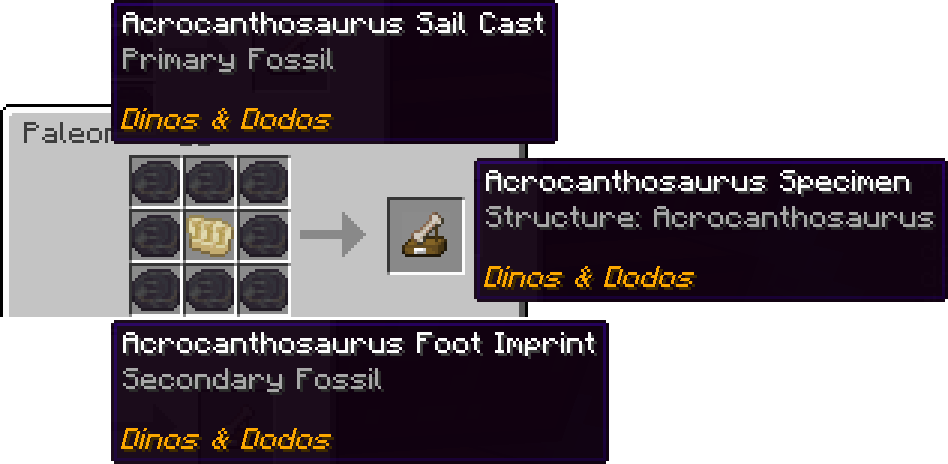 Acrocanthosaurus Sail Cast
Primary Fossil
Dinos & Dodos
Acrocanthosaurus Specimen
Structure: Acrocanthosaurus
Dinos & Dodos
Acrocanthosaurus Foot Imprint
Secondary Fossil
Dinos & Dodos